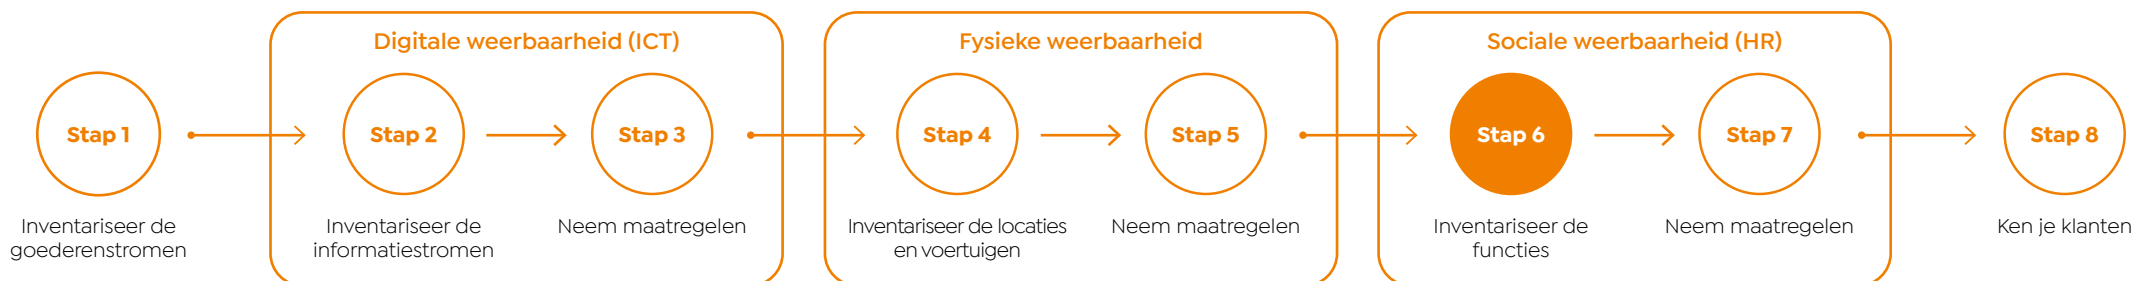 Digitale weerbaarheid (ICT)
Fysieke weerbaarheid
Sociale weerbaarheid (HR)
Stap 1
Stap 2
Stap 3
Stap 4
Stap 5
Stap 6
Stap 7
Stap 8
Inventariseer de
goederenstromen
Inventariseer de
informatiestromen
Neem maatregelen
Inventariseer de locaties
en voertuigen
Neem maatregelen
Inventariseer de
functies
Neem maatregelen
Ken je klanten